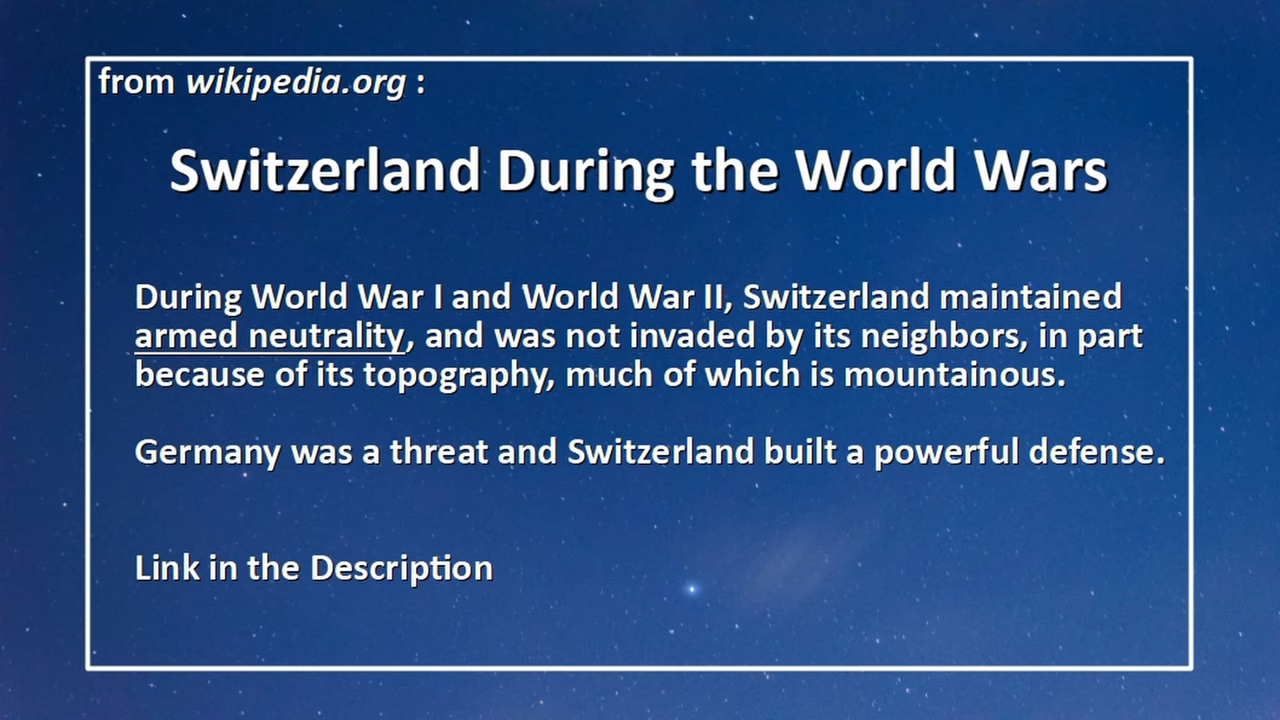 from wikipedia.org :
Switzerland During the World Wars
During World War I and World War II, Switzerland maintained
armed neutrality, and was not invaded by its neighbors, in part
because of its topography, much of which is mountainous.
Germany was a threat and Switzerland built a powerful defense.
Link in the Description